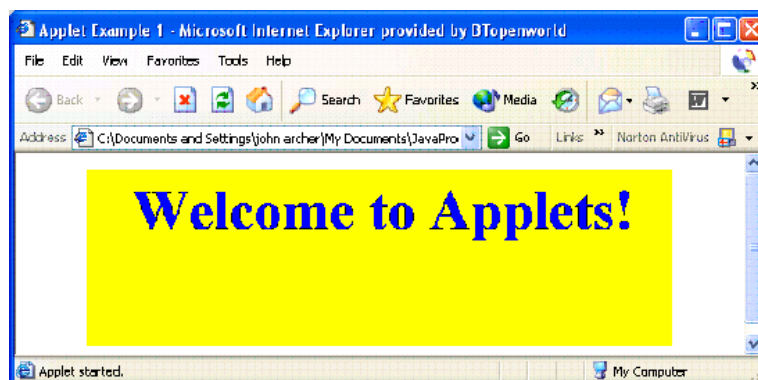 Applet Example 1 - Microsoft Internet Explorer provided by BTopenworld
File Edit View Favorites Tools Help
Back Search Favorites Media W »
Address C:\Documents and Settings\john archer\My Documents\JavaPro Go Links » Norton AntiVirus
Welcome to Applets!
Applet started. My Computer